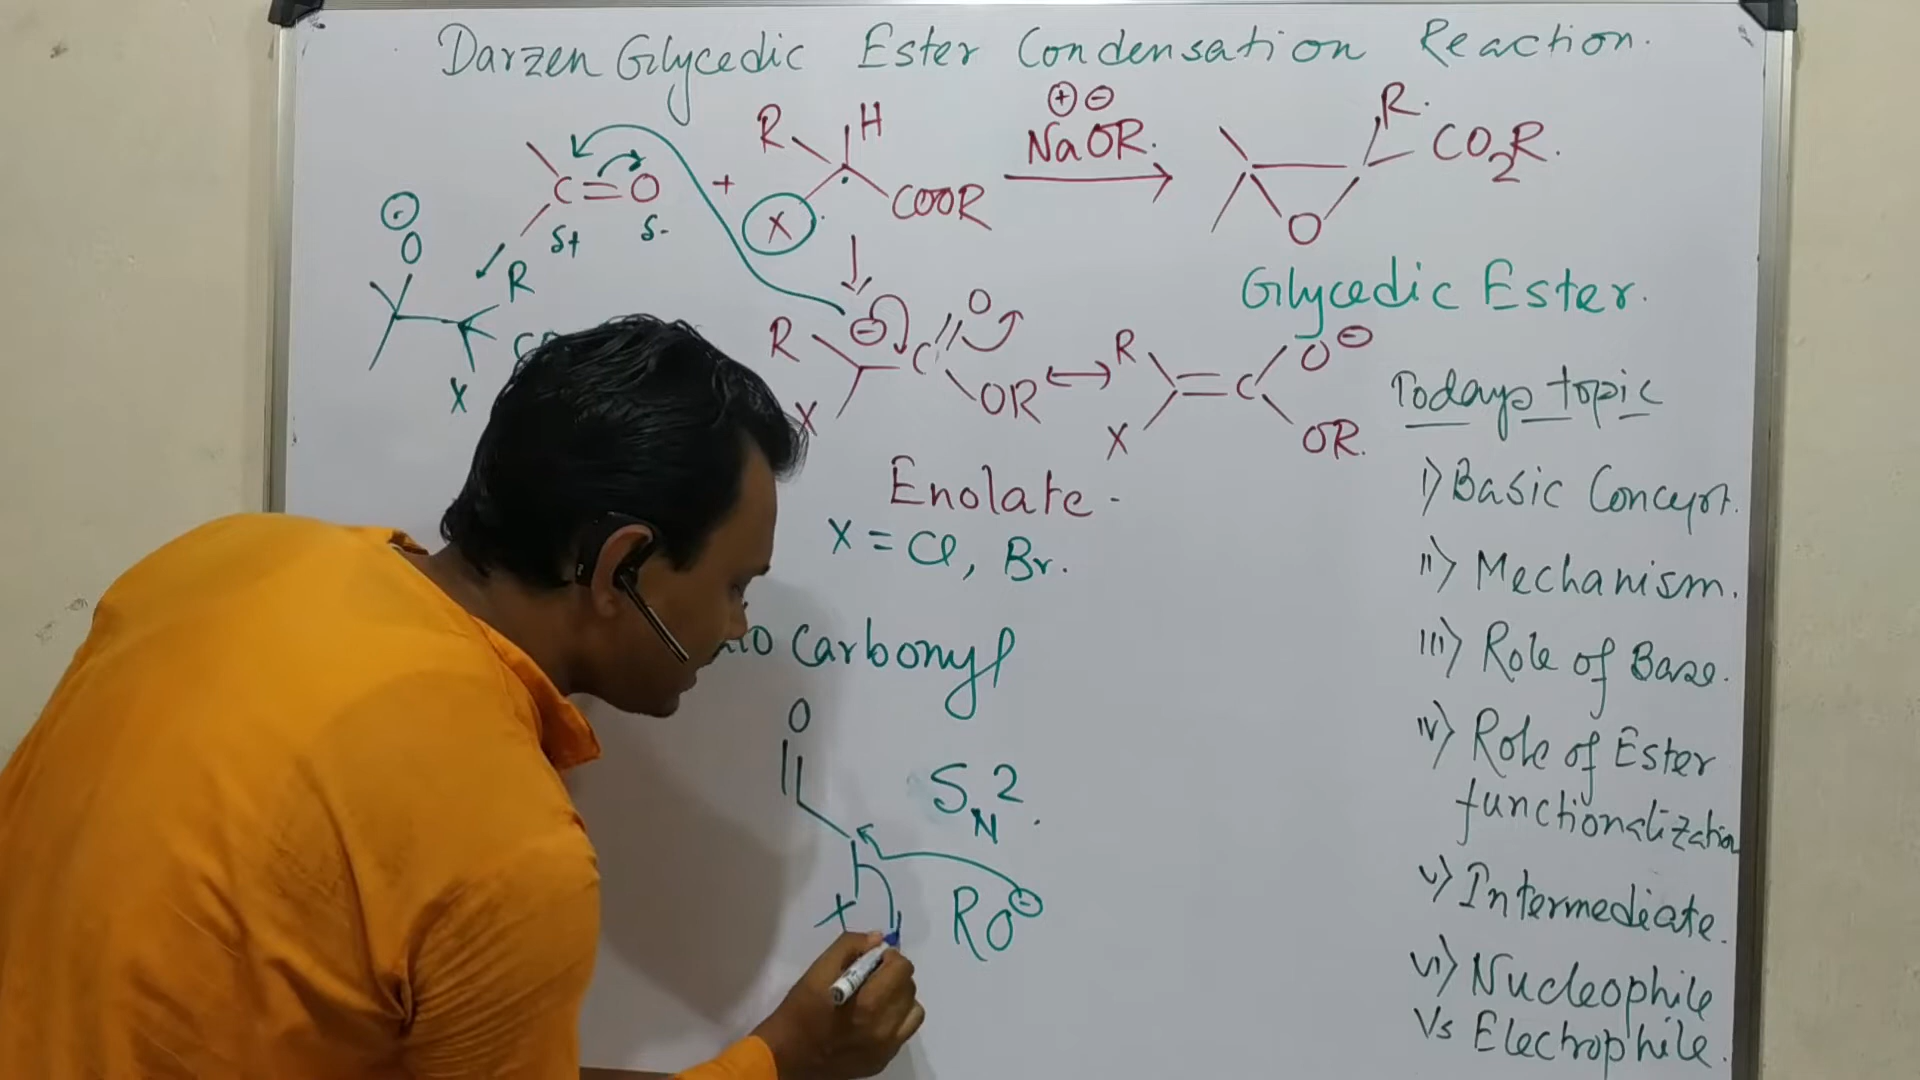 Darzen Glycedic Ester Condensation Reaction.
R H
X COOR
C=O
δ+ δ-
+
⊕ ⊖
NaOR.
R.
CO2R.
O
Glycedic Ester.
⊖
O
R
X
R ⊖ C O
X OR
R C O ⊖
X OR.
Enolate -
X = Cl, Br.
Carbonyl
O
SN2.
X
RO⊖
Todays topic
i) Basic Concept.
ii) Mechanism.
iii) Role of Base.
iv) Role of Ester
functionalization
v) Intermediate.
vi) Nucleophile
Vs Electrophile.